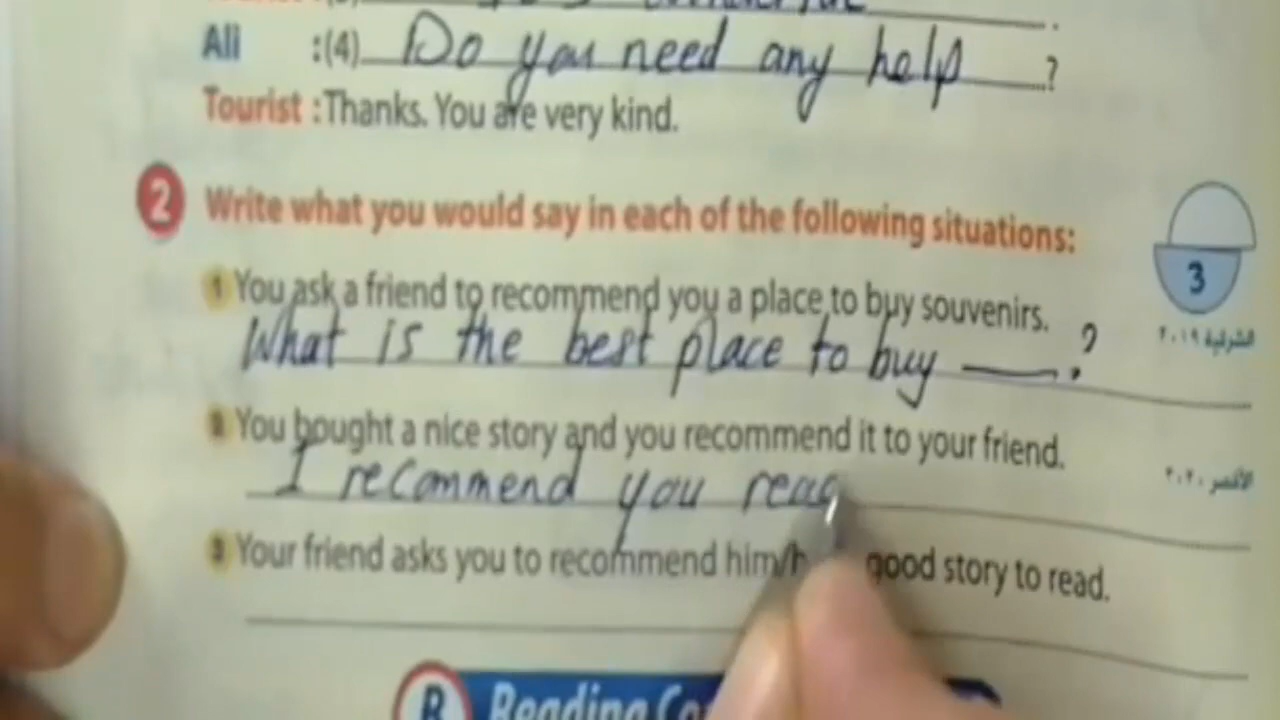 Ali :(4) Do you need any help ?
Tourist : Thanks. You are very kind.
2 Write what you would say in each of the following situations:
3
1 You ask a friend to recommend you a place to buy souvenirs.
الشرقية ٢٠١٩
What is the best place to buy ?
2 You bought a nice story and you recommend it to your friend.
الأقصر ٢٠٢٠
I recommend you read
3 Your friend asks you to recommend him/h good story to read.
B Reading Co